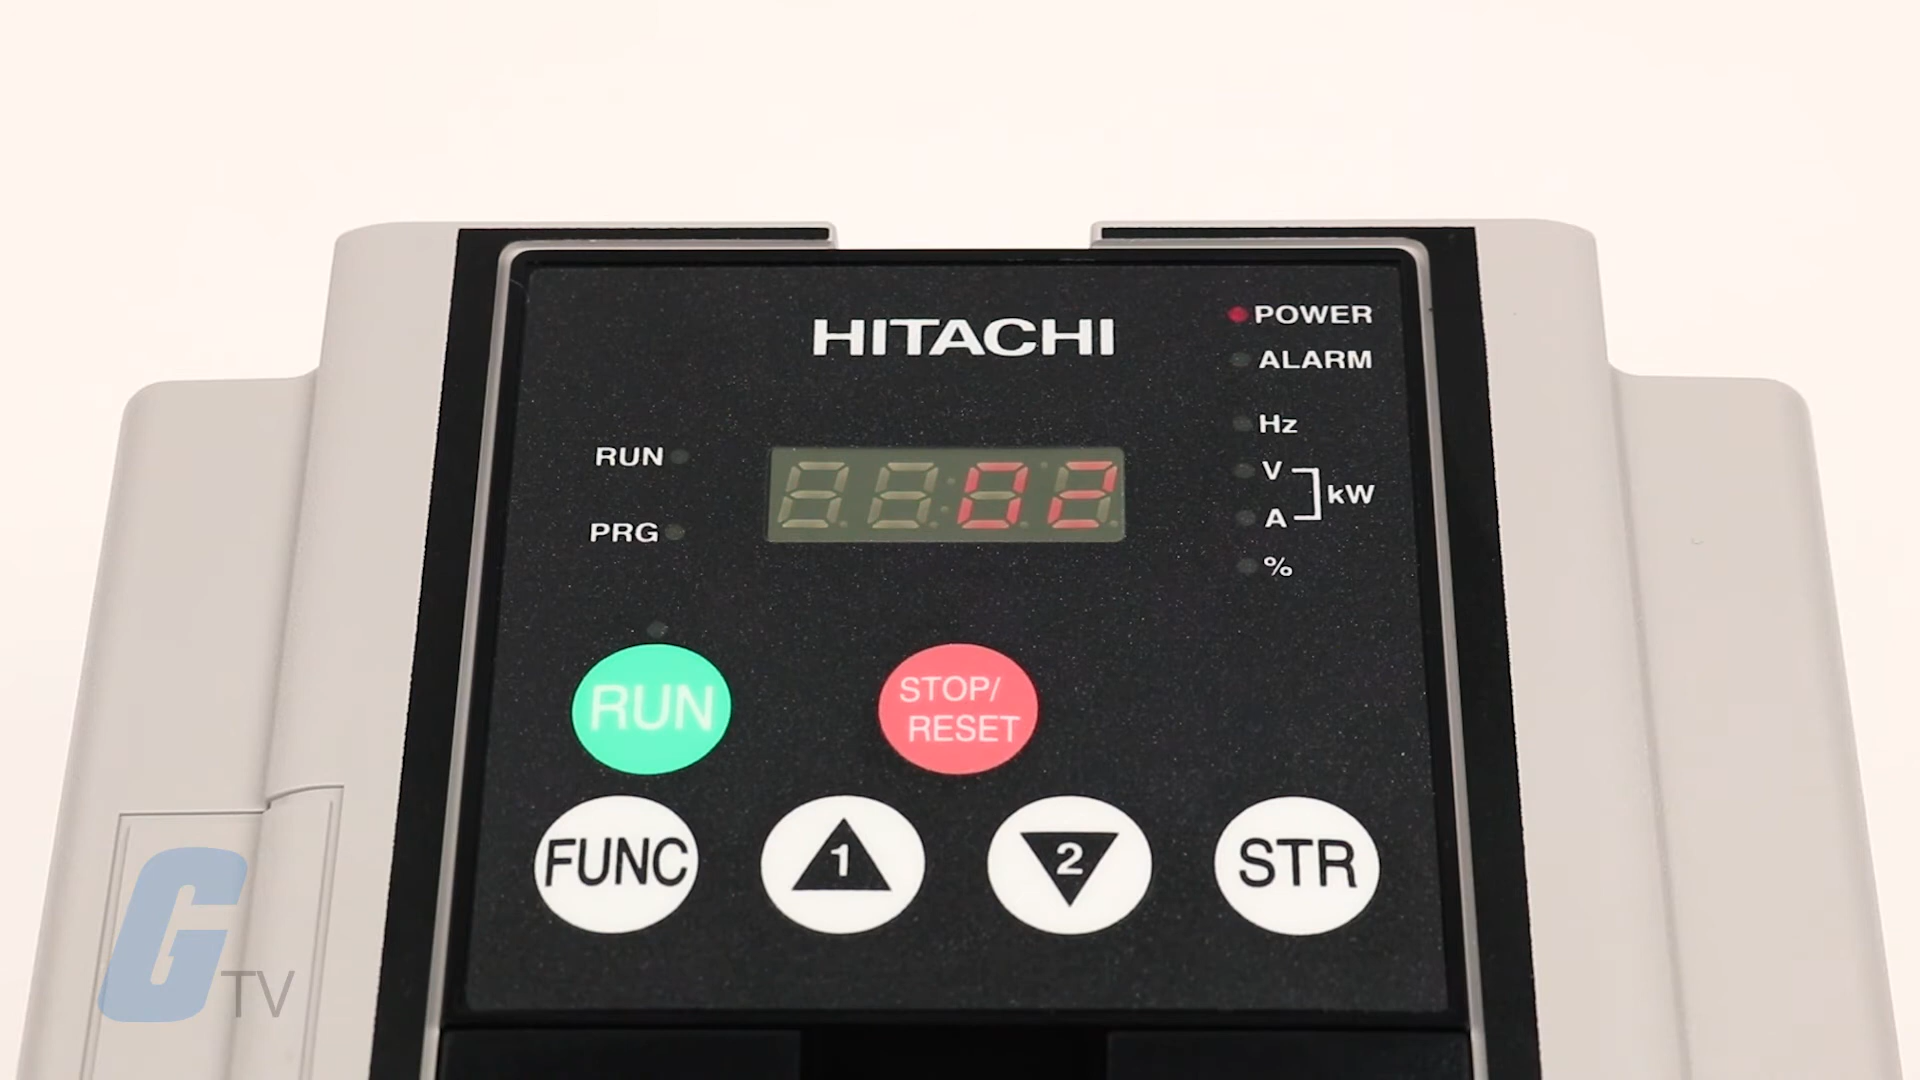 HITACHI
POWER
ALARM
Hz
V
kW
A
%
RUN
PRG
02
RUN
STOP/
RESET
FUNC
1
2
STR
G TV